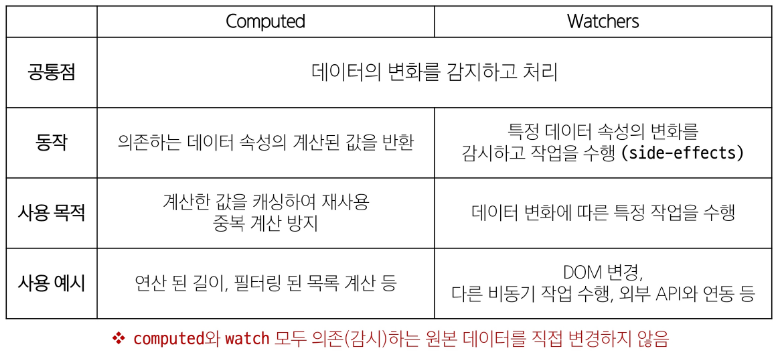 Computed
Watchers
공통점
데이터의 변화를 감지하고 처리
동작
의존하는 데이터 속성의 계산된 값을 반환
특정 데이터 속성의 변화를
감시하고 작업을 수행 (side-effects)
사용 목적
계산한 값을 캐싱하여 재사용
중복 계산 방지
데이터 변화에 따른 특정 작업을 수행
사용 예시
연산 된 길이, 필터링 된 목록 계산 등
DOM 변경,
다른 비동기 작업 수행, 외부 API와 연동 등
❖ computed와 watch 모두 의존(감시)하는 원본 데이터를 직접 변경하지 않음